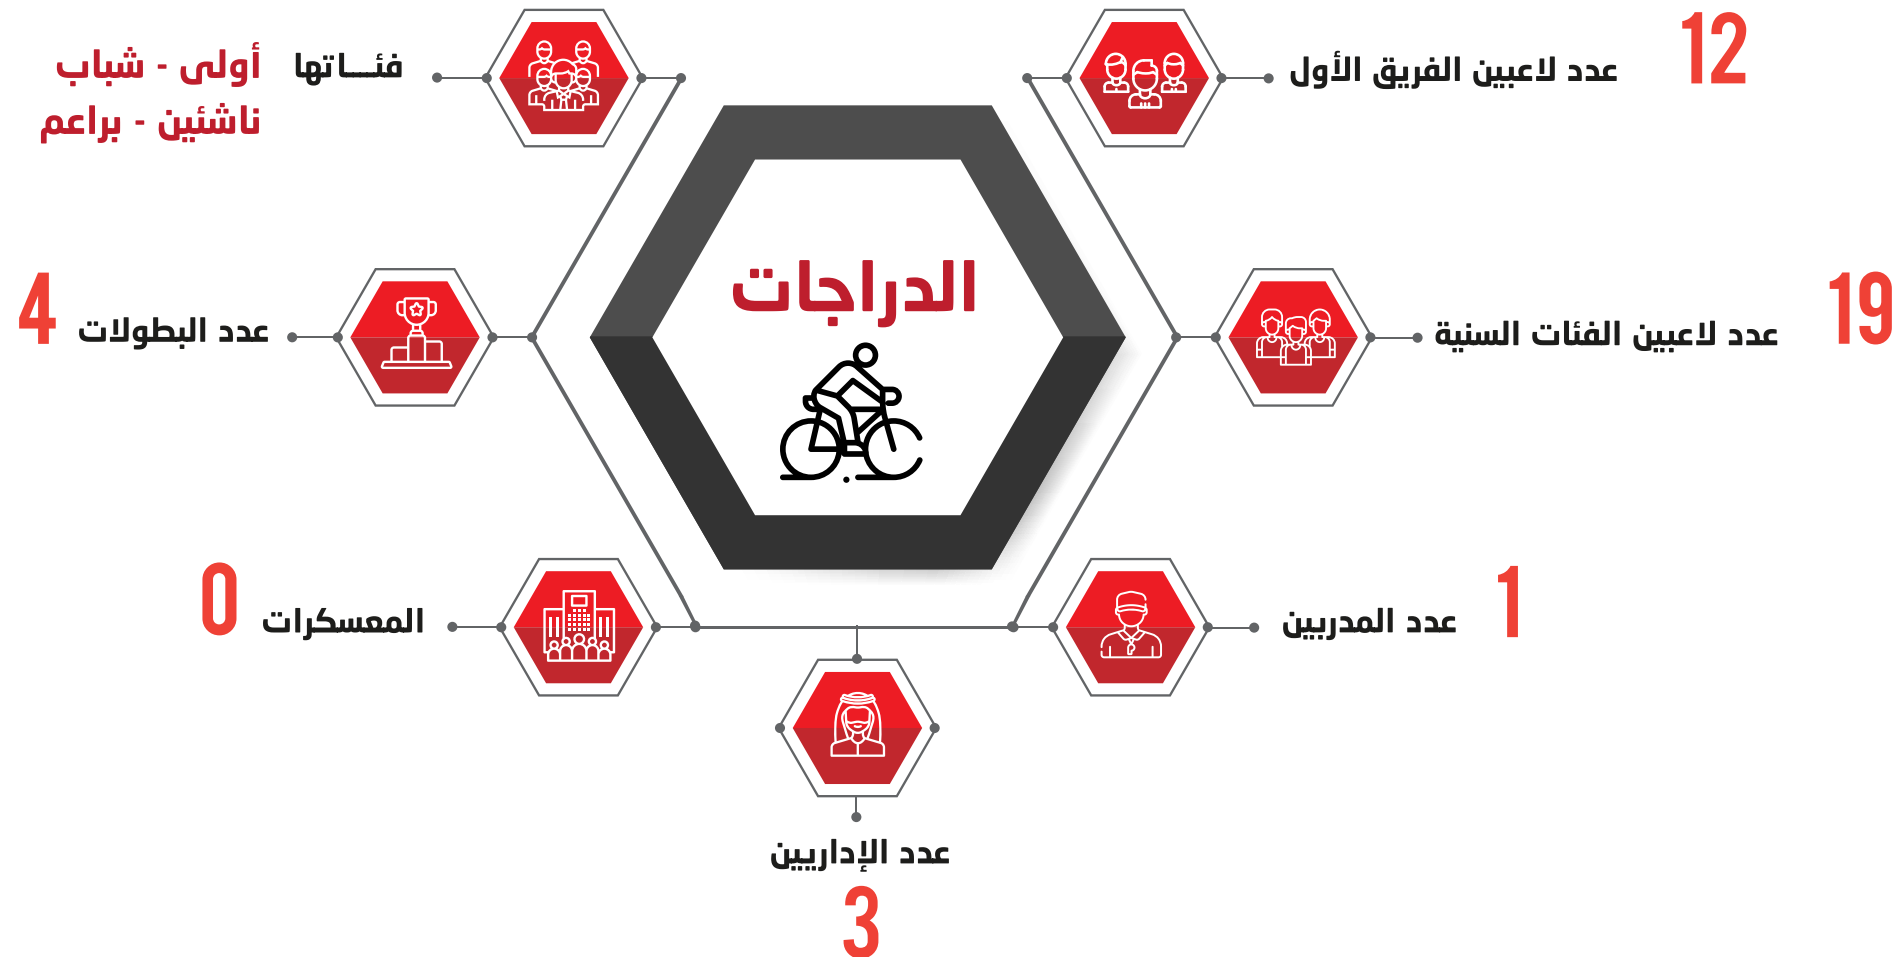 الدراجات
عدد لاعبين الفريق الأول
12
عدد لاعبين الفئات السنية
19
عدد المدربين
1
عدد الإداريين
3
المعسكرات
0
عدد البطولات
4
فئـــاتها
أولى - شباب
ناشئين - براعم